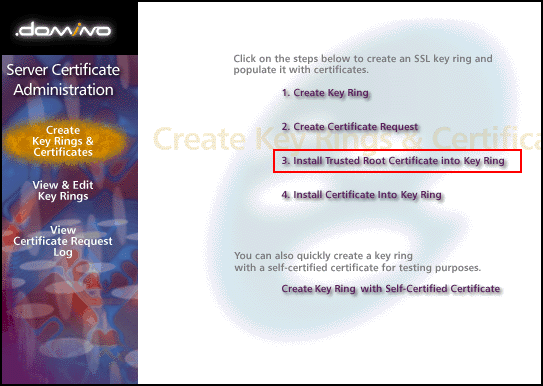 .domino
Server Certificate
Administration
Create
Key Rings &
Certificates
View & Edit
Key Rings
View
Certificate Request
Log
Create Key Rings & Certifica
Click on the steps below to create an SSL key ring and
populate it with certificates.
1. Create Key Ring
2. Create Certificate Request
3. Install Trusted Root Certificate into Key Ring
4. Install Certificate Into Key Ring
You can also quickly create a key ring
with a self-certified certificate for testing purposes.
Create Key Ring with Self-Certified Certificate